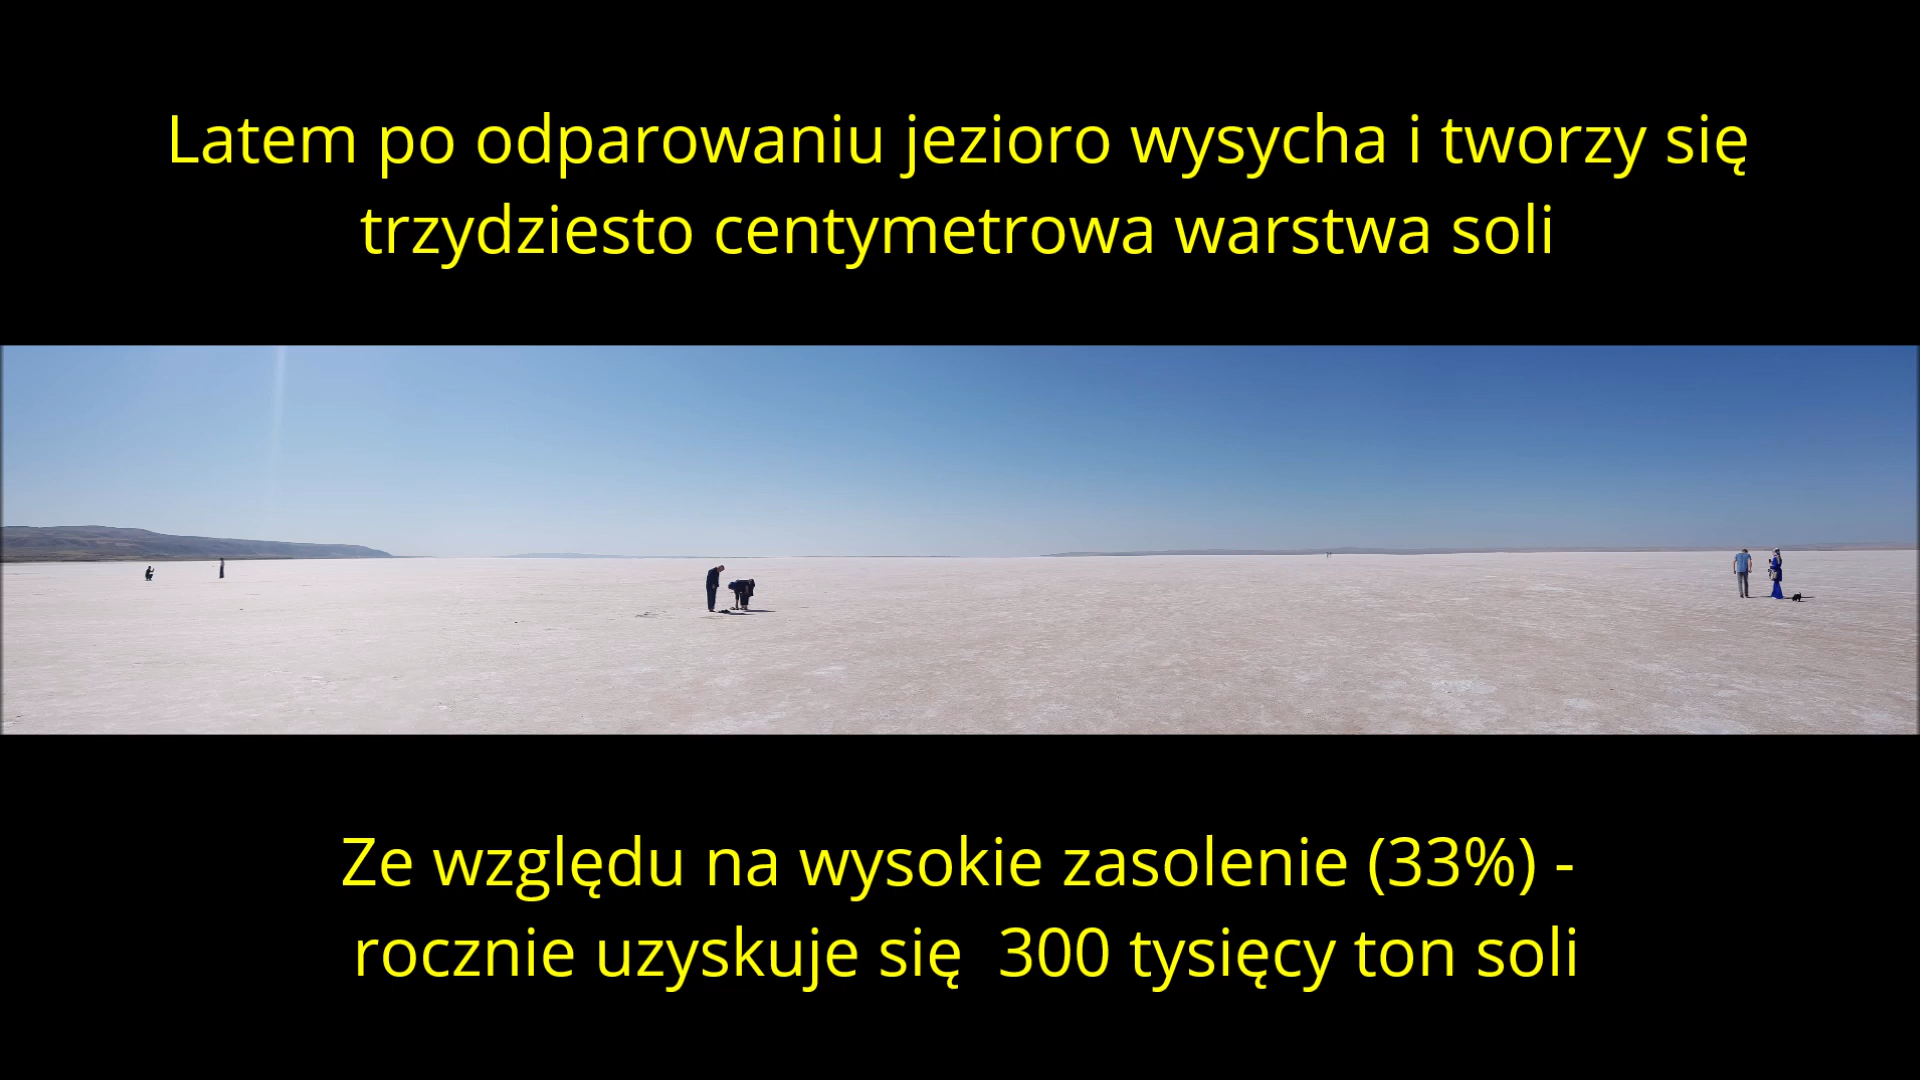 Latem po odparowaniu jezioro wysycha i tworzy się
trzydziesto centymetrowa warstwa soli
Ze względu na wysokie zasolenie (33%) -
rocznie uzyskuje się  300 tysięcy ton soli